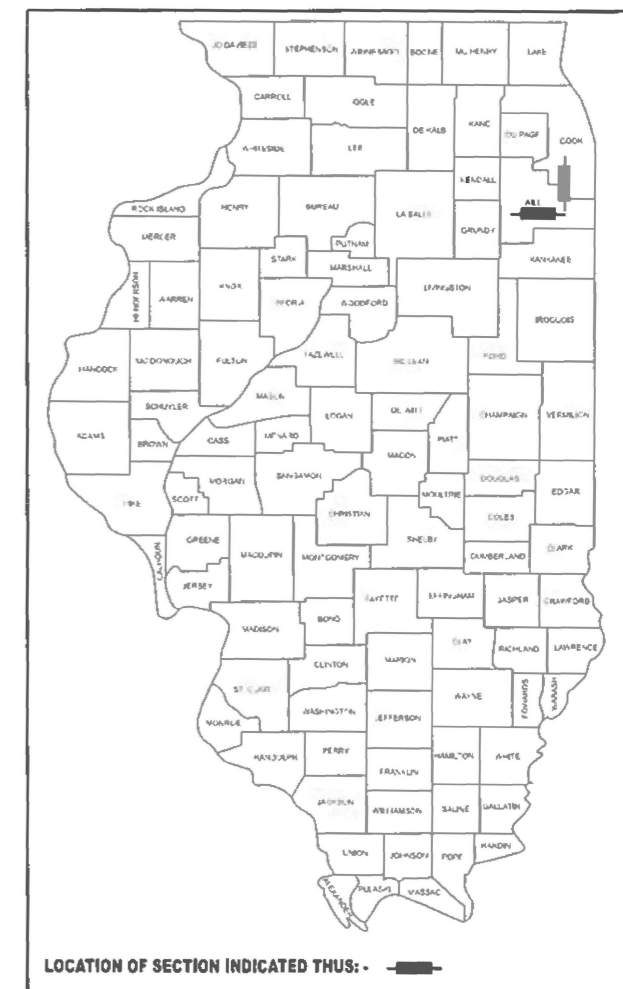 JO DAVIESS STEPHENSON WINNEBAGO BOONE MC HENRY LAKE
CARROLL OGLE DE KALB KANE DU PAGE COOK
WHITESIDE LEE KENDALL
ROCK ISLAND HENRY BUREAU LA SALLE GRUNDY WILL
MERCER PUTNAM KANKAKEE
STARK MARSHALL
HENDERSON WARREN KNOX PEORIA WOODFORD LIVINGSTON IROQUOIS
HANCOCK MCDONOUGH FULTON TAZEWELL MC LEAN FORD
SCHUYLER MASON LOGAN DE WITT CHAMPAIGN VERMILION
ADAMS BROWN CASS MENARD MACON PIATT
PIKE SCOTT MORGAN SANGAMON MOULTRIE DOUGLAS EDGAR
CHRISTIAN COLES
CALHOUN GREENE MACOUPIN MONTGOMERY SHELBY CUMBERLAND CLARK
JERSEY FAYETTE EFFINGHAM JASPER CRAWFORD
MADISON BOND CLAY RICHLAND LAWRENCE
CLINTON MARION
ST CLAIR WASHINGTON JEFFERSON WAYNE EDWARDS WABASH
MONROE
RANDOLPH PERRY HAMILTON WHITE
FRANKLIN
JACKSON WILLIAMSON SALINE GALLATIN
UNION JOHNSON POPE HARDIN
ALEXANDER PULASKI MASSAC
LOCATION OF SECTION INDICATED THUS: -